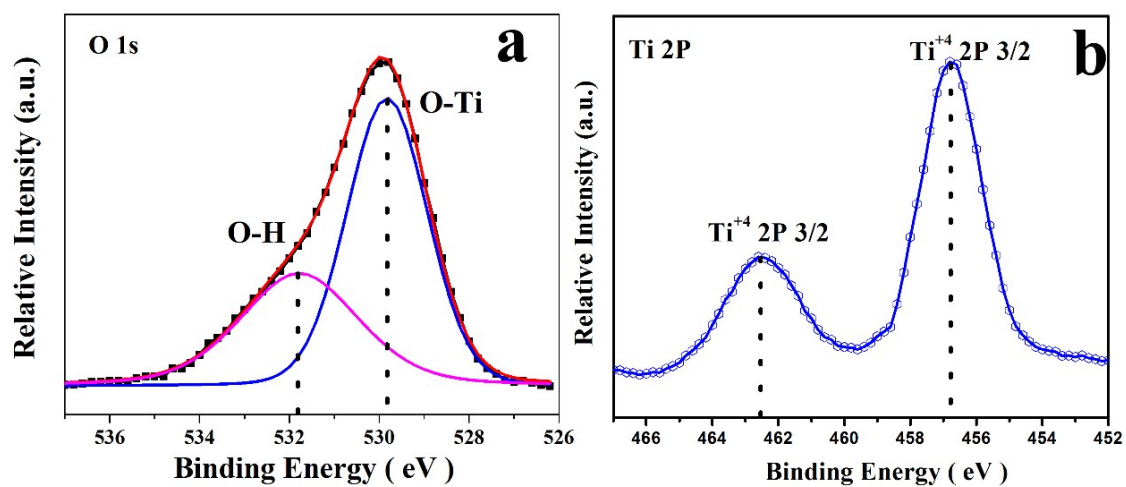 O 1s
a
O-Ti
O-H
Relative Intensity (a.u.)
536 534 532 530 528 526
Binding Energy ( eV )
Ti 2P
Ti+4 2P 3/2
b
Ti+4 2P 3/2
Relative Intensity (a.u.)
466 464 462 460 458 456 454 452
Binding Energy ( eV )